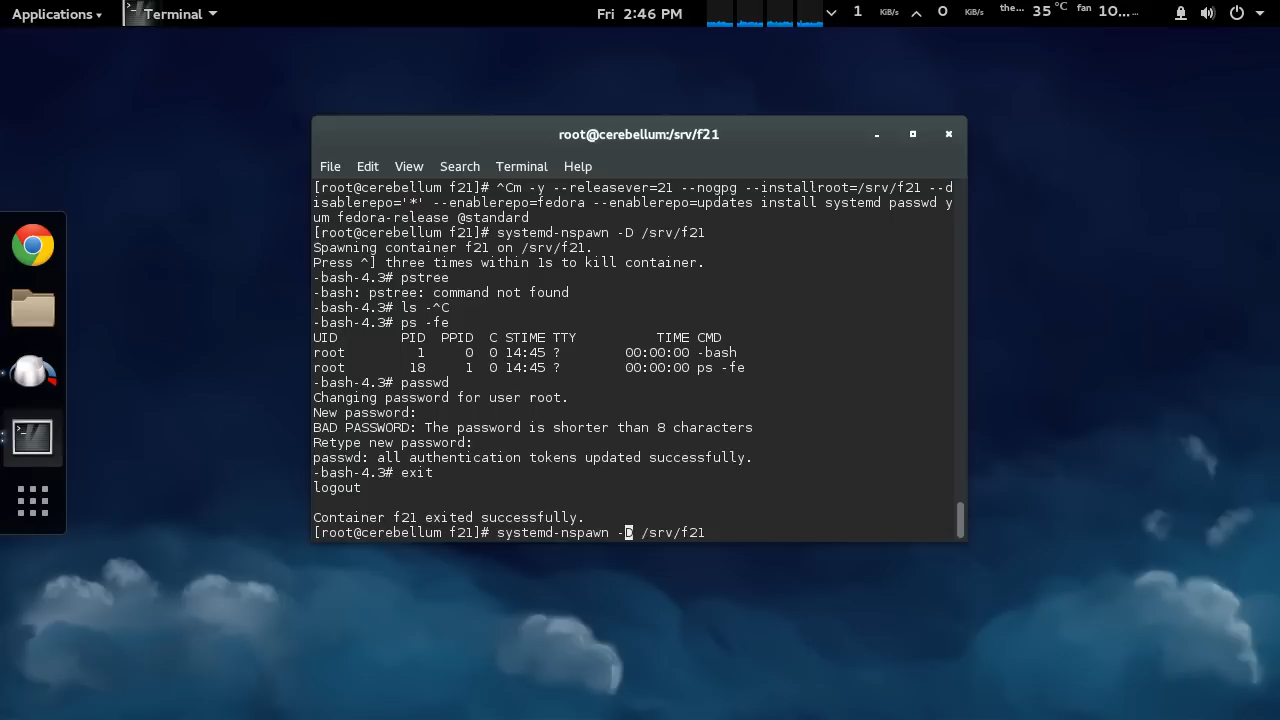 Applications Terminal Fri 2:46 PM 1 KiB/s 0 KiB/s the... 35 °C fan 10...
root@cerebellum:/srv/f21
File Edit View Search Terminal Help
[root@cerebellum f21]# ^Cm -y --releasever=21 --nogpg --installroot=/srv/f21 --d
isablerepo='*' --enablerepo=fedora --enablerepo=updates install systemd passwd y
um fedora-release @standard
[root@cerebellum f21]# systemd-nspawn -D /srv/f21
Spawning container f21 on /srv/f21.
Press ^] three times within 1s to kill container.
-bash-4.3# pstree
-bash: pstree: command not found
-bash-4.3# ls -^C
-bash-4.3# ps -fe
UID PID PPID C STIME TTY TIME CMD
root 1 0 0 14:45 ? 00:00:00 -bash
root 18 1 0 14:45 ? 00:00:00 ps -fe
-bash-4.3# passwd
Changing password for user root.
New password:
BAD PASSWORD: The password is shorter than 8 characters
Retype new password:
passwd: all authentication tokens updated successfully.
-bash-4.3# exit
logout
Container f21 exited successfully.
[root@cerebellum f21]# systemd-nspawn -D /srv/f21